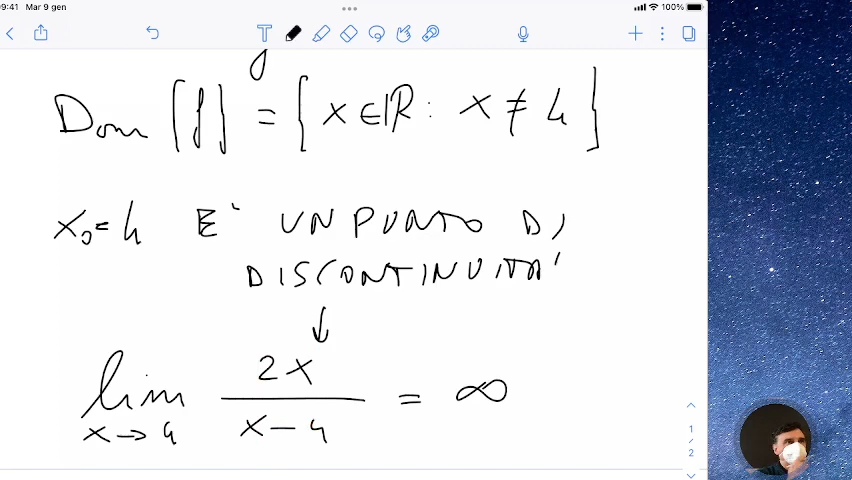 09:41 Mar 9 gen 100%
Dom [f] = { x ∈ ℝ : x ≠ 4 }
x₀ = 4 E` UN PUNTO DI
DISCONTINUITA'
↓
lim x→4 2x / x-4 = ∞
1
/
2